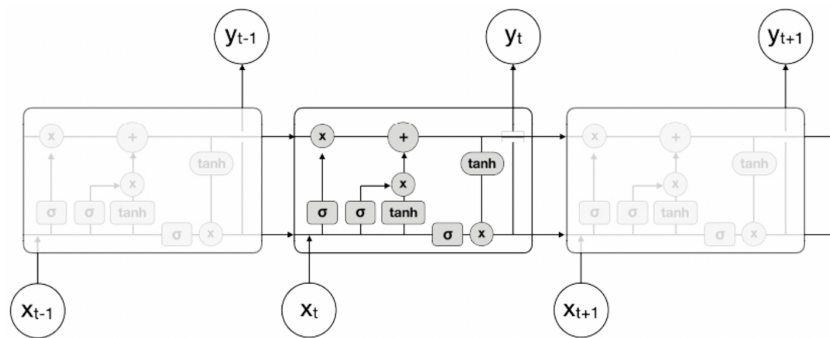 yt-1 yt yt+1
x + x + x +
tanh tanh tanh
x x x
σ σ tanh σ σ tanh σ σ tanh
σ x σ x σ x
xt-1 xt xt+1